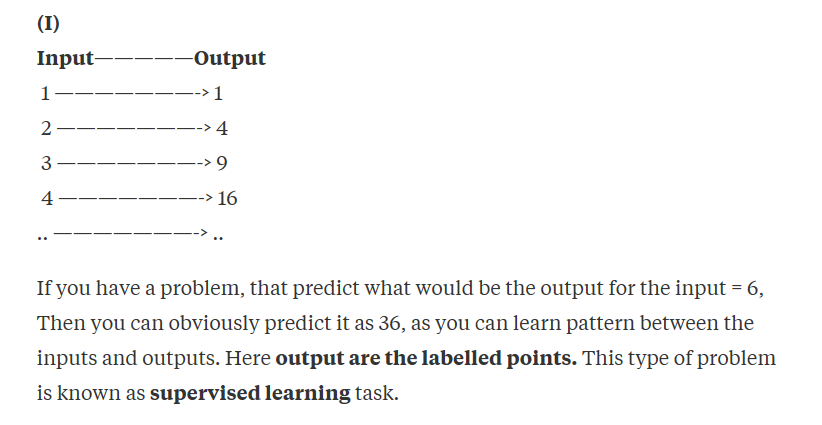 (I)
Input—————Output
1 ———————-> 1
2 ———————-> 4
3 ———————-> 9
4 ———————-> 16
.. ———————-> ..
If you have a problem, that predict what would be the output for the input = 6,
Then you can obviously predict it as 36, as you can learn pattern between the
inputs and outputs. Here output are the labelled points. This type of problem
is known as supervised learning task.